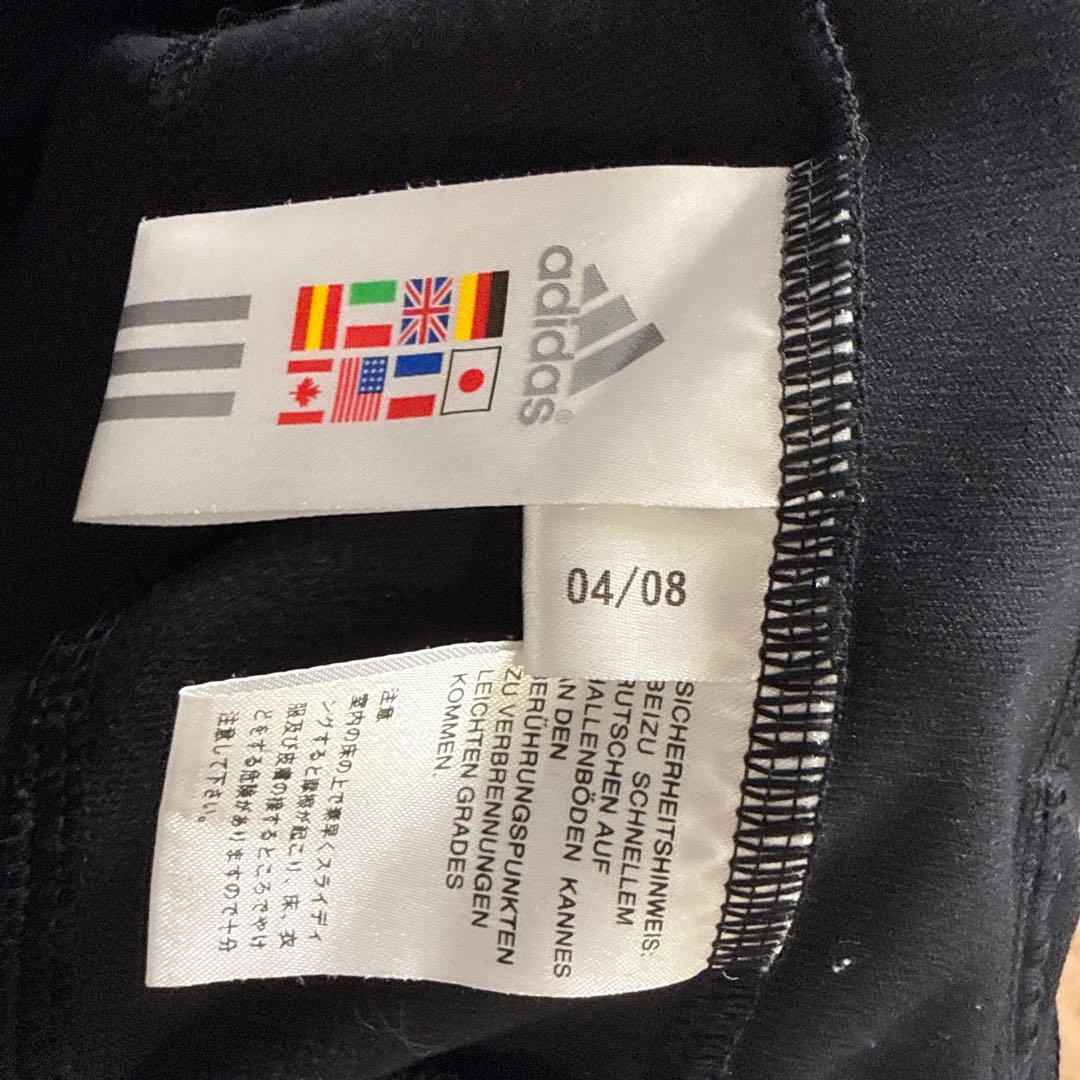 adidas®
04/08
SICHERHEITSHINWEIS:
BEIZU SCHNELLEM
RUTSCHEN AUF
HALLENBÖDEN KANNES
AN DEN
BERÜHRUNGSPUNKTEN
ZU VERBRENNUNGEN
LEICHTEN GRADES
KOMMEN.
注意
室内の床の上で素早くスライディ
ングすると摩擦が起こり、床、衣
服及び皮膚の接するところでやけ
どをする危険がありますので十分
注意して下さい。